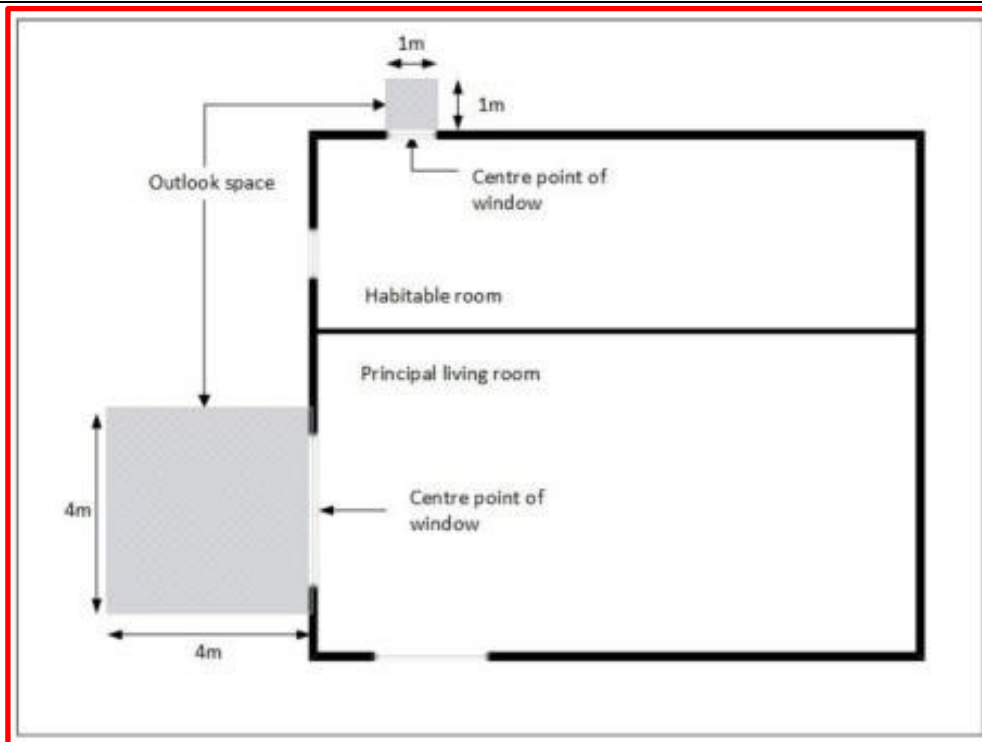 1m
1m
Centre point of
window
Outlook space
Habitable room
Principal living room
Centre point of
window
4m
4m